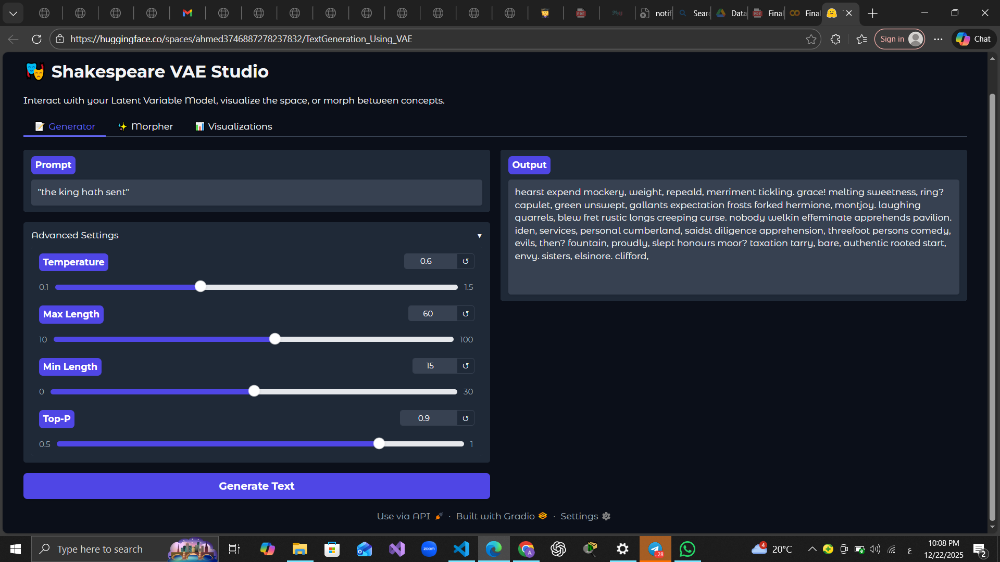 notif
Searc
Data
Final
Final
https://huggingface.co/spaces/ahmed3746887278237832/TextGeneration_Using_VAE
Sign in
Chat
Shakespeare VAE Studio
Interact with your Latent Variable Model, visualize the space, or morph between concepts.
Generator
Morpher
Visualizations
Prompt
"the king hath sent"
Output
hearst expend mockery, weight, repeald, merriment tickling. grace! melting sweetness, ring?
capulet, green unswept, gallants expectation frosts forked hermione, montjoy. laughing
quarrels, blew fret rustic longs creeping curse. nobody welkin effeminate apprehends pavilion.
iden, services, personal cumberland, saidst diligence apprehension, threefoot persons comedy,
evils, then? fountain, proudly, slept honours moor? taxation tarry, bare, authentic rooted start,
envy. sisters, elsinore. clifford,
Advanced Settings
Temperature
0.6
0.1
1.5
Max Length
60
10
100
Min Length
15
0
30
Top-P
0.9
0.5
1
Generate Text
Use via API · Built with Gradio · Settings
Type here to search
zoom
..28
4
20°C
ع
10:08 PM
12/22/2025
2